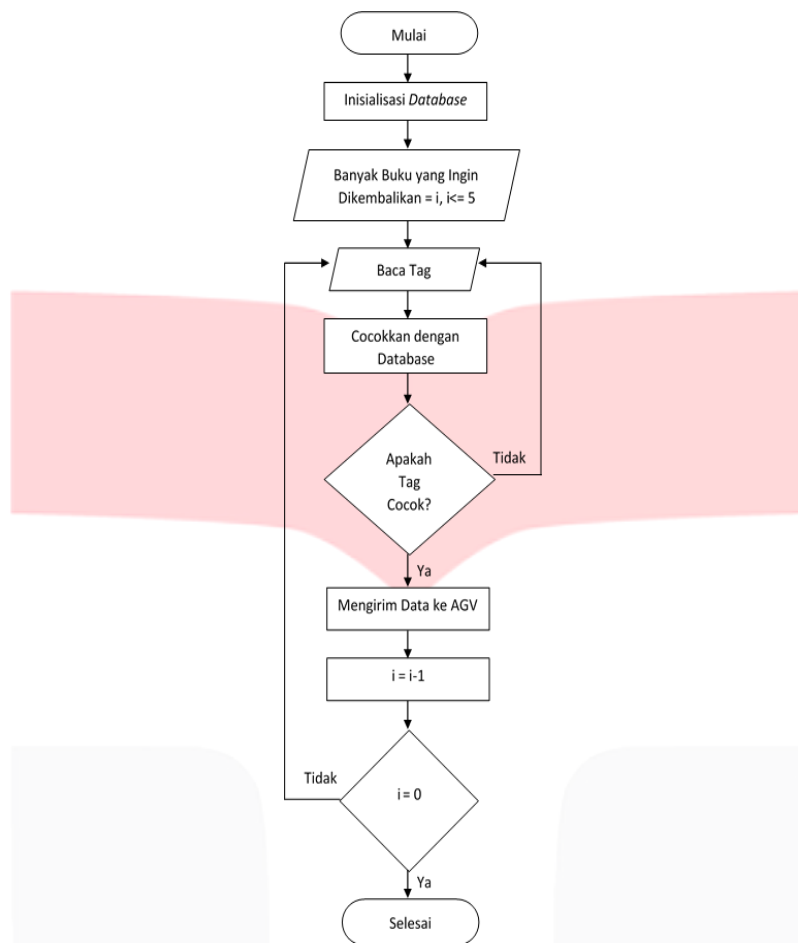 Mulai
Inisialisasi Database
Banyak Buku yang Ingin
Dikembalikan = i, i<= 5
Baca Tag
Cocokkan dengan
Database
Apakah
Tag
Cocok?
Tidak
Ya
Mengirim Data ke AGV
i = i-1
Tidak
i = 0
Ya
Selesai